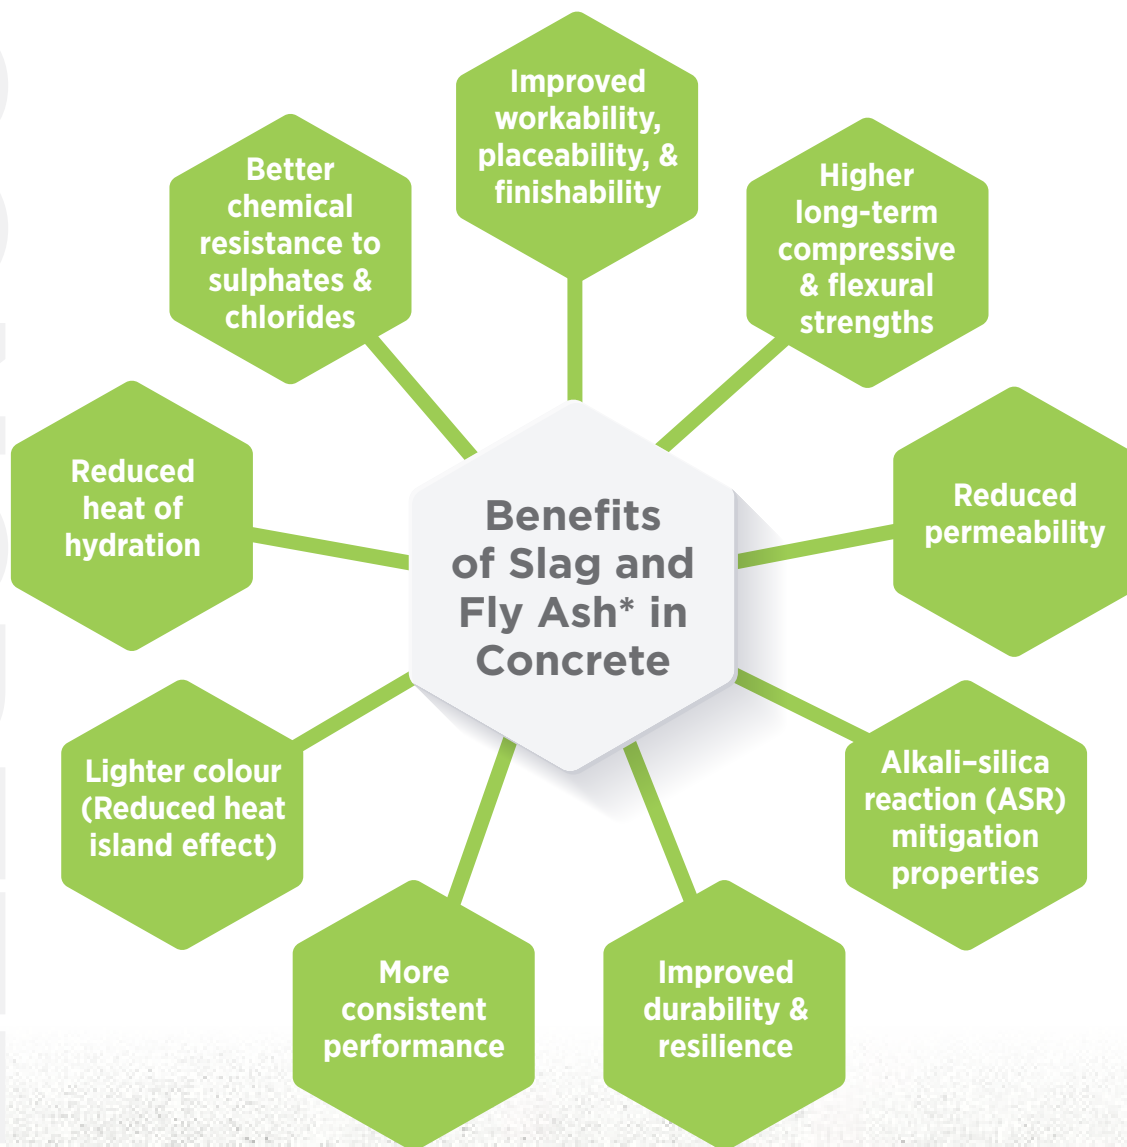 Improved
workability,
placeability, &
finishability
Better
chemical
resistance to
sulphates &
chlorides
Higher
long-term
compressive
& flexural
strengths
Reduced
heat of
hydration
Benefits
of Slag and
Fly Ash* in
Concrete
Reduced
permeability
Lighter colour
(Reduced heat
island effect)
Alkali–silica
reaction (ASR)
mitigation
properties
More
consistent
performance
Improved
durability &
resilience